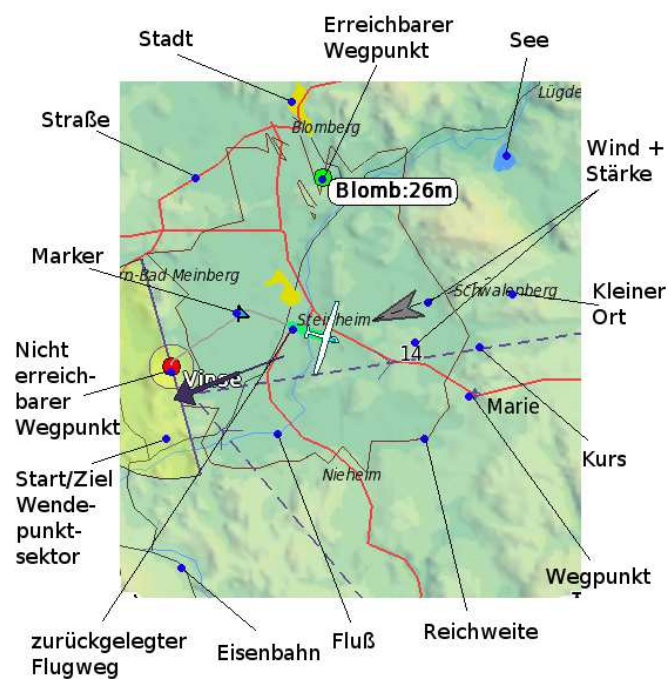 Stadt
Erreichbarer
Wegpunkt
See
Straße
Lügde
Blomberg
Wind +
Stärke
Blomb:26m
Marker
rn-Bad Meinberg
Schwalenberg
Kleiner
Ort
Steinheim
14
Nicht
erreich-
barer
Wegpunkt
Vinse
Marie
Kurs
Start/Ziel
Wende-
punkt-
sektor
Nieheim
Wegpunkt
zurückgelegter
Flugweg
Eisenbahn
Fluß
Reichweite